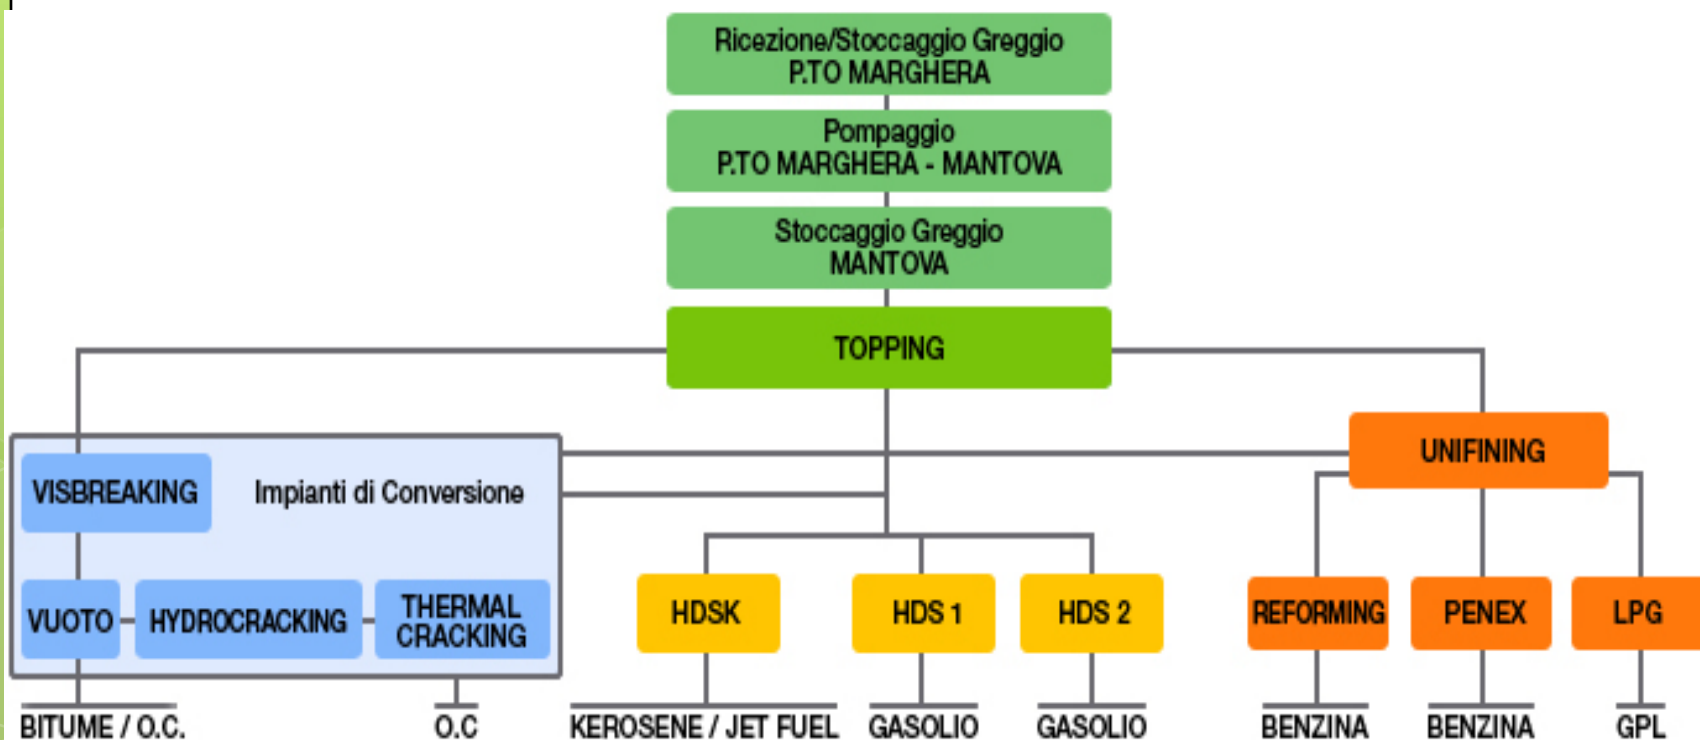 Ricezione/Stoccaggio Greggio
P.TO MARGHERA
Pompaggio
P.TO MARGHERA - MANTOVA
Stoccaggio Greggio
MANTOVA
TOPPING
UNIFINING
VISBREAKING
Impianti di Conversione
VUOTO
HYDROCRACKING
THERMAL
CRACKING
HDSK
HDS 1
HDS 2
REFORMING
PENEX
LPG
BITUME / O.C.
O.C
KEROSENE / JET FUEL
GASOLIO
GASOLIO
BENZINA
BENZINA
GPL